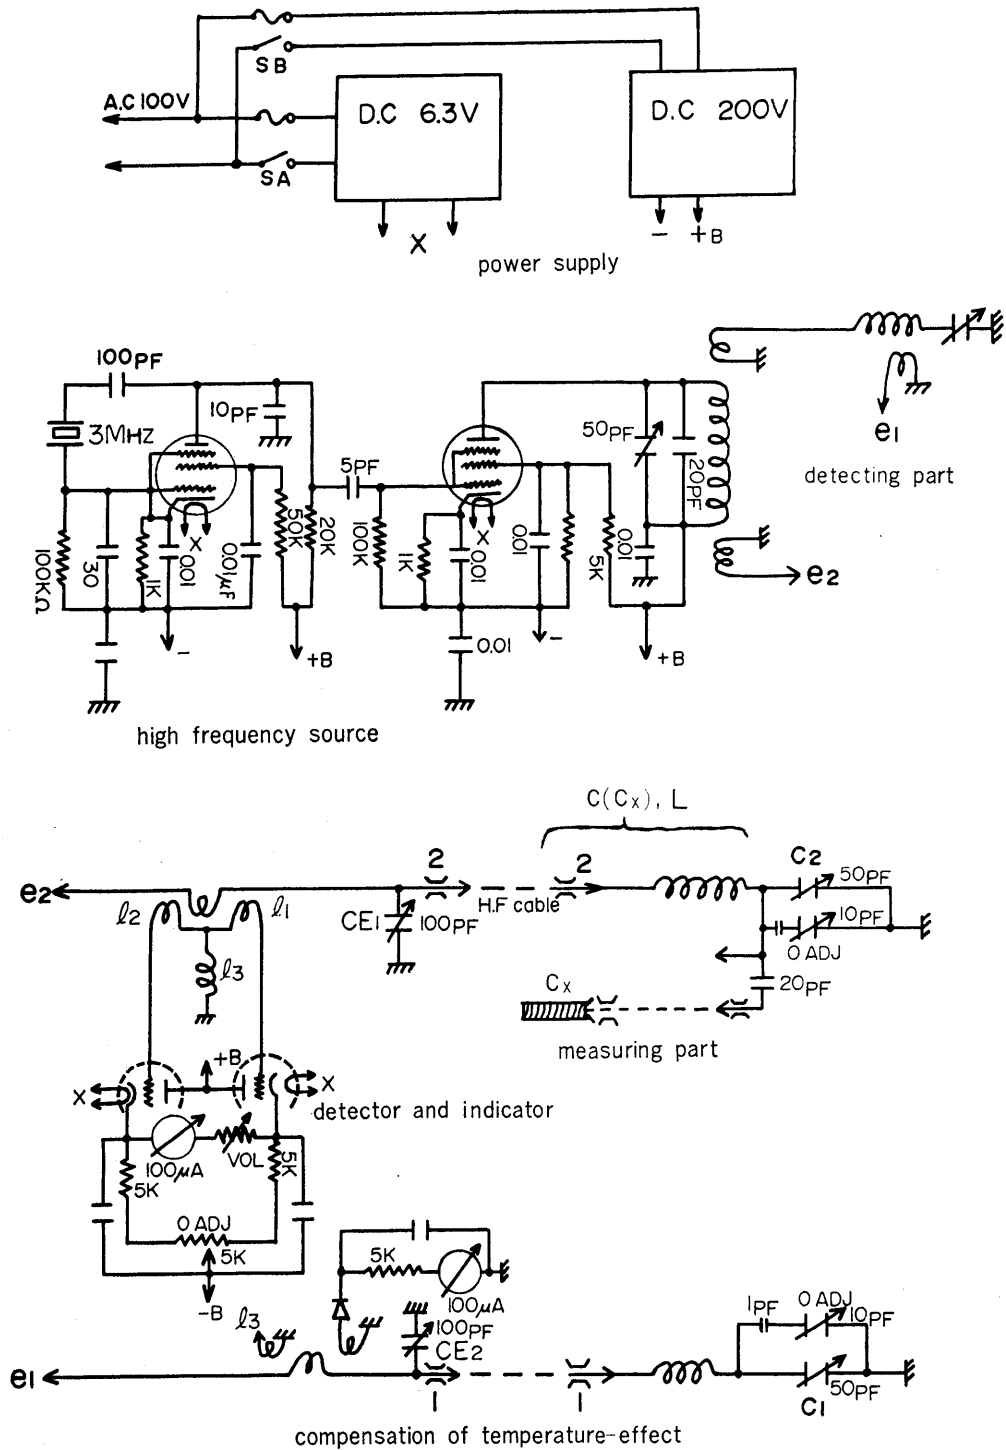 SB
A.C 100V
D.C 6.3V
D.C 200V
SA
X
- +B
power supply
100PF
10PF
3MHZ
5PF
50PF
20PF
e1
detecting part
100KΩ
30
1K
0.01
X
0.01μF
50K
20K
100K
1K
0.01
X
0.01
5K
0.01
e2
-
+B
0.01
-
+B
high frequency source
C(Cx), L
e2
l2
l1
2
2
C2
50PF
CE1
100PF
H.F cable
10PF
0 ADJ
l3
20PF
Cx
measuring part
+B
X
X
detector and indicator
100μA
VOL
5K
5K
0 ADJ
5K
-B
5K
100μA
l3
100PF
CE2
1PF
0 ADJ
10PF
e1
50PF
1
1
C1
compensation of temperature-effect